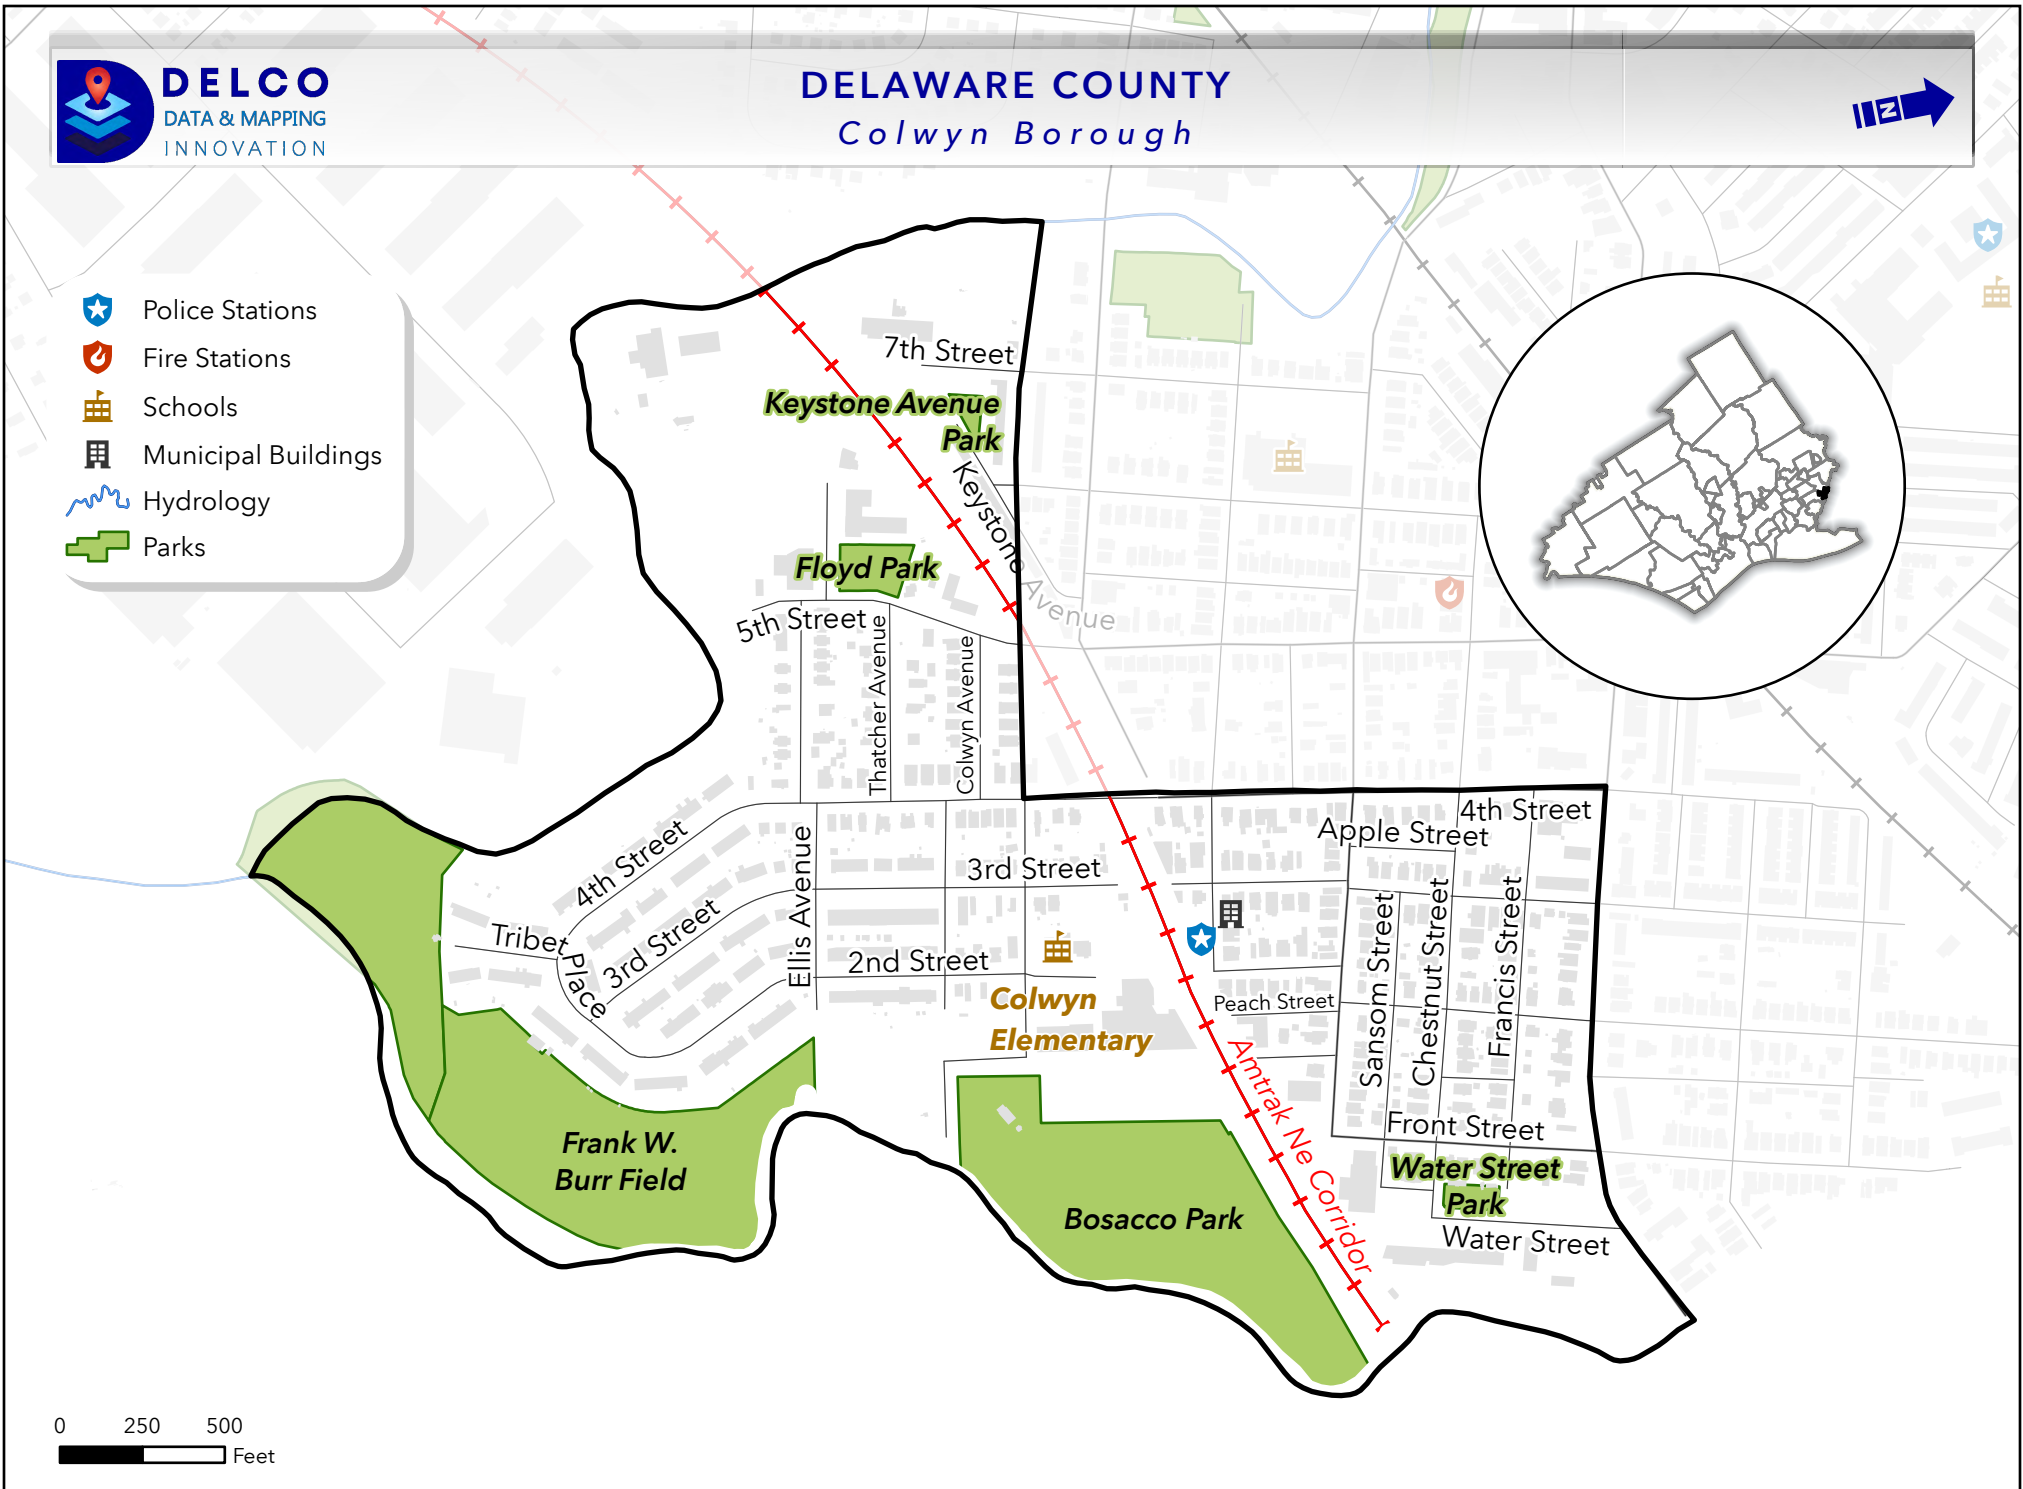 DELCO
DATA & MAPPING
INNOVATION
DELAWARE COUNTY
Colwyn Borough
N
Police Stations
Fire Stations
Schools
Municipal Buildings
Hydrology
Parks
7th Street
Keystone Avenue
Park
Keystone Avenue
Floyd Park
5th Street
Thatcher Avenue
Colwyn Avenue
4th Street
Apple Street
4th Street
3rd Street
Ellis Avenue
3rd Street
Tribet Place
2nd Street
Colwyn
Elementary
Peach Street
Sansom Street
Chestnut Street
Francis Street
Amtrak Ne Corridor
Front Street
Frank W.
Burr Field
Water Street
Park
Bosacco Park
Water Street
0 250 500
Feet